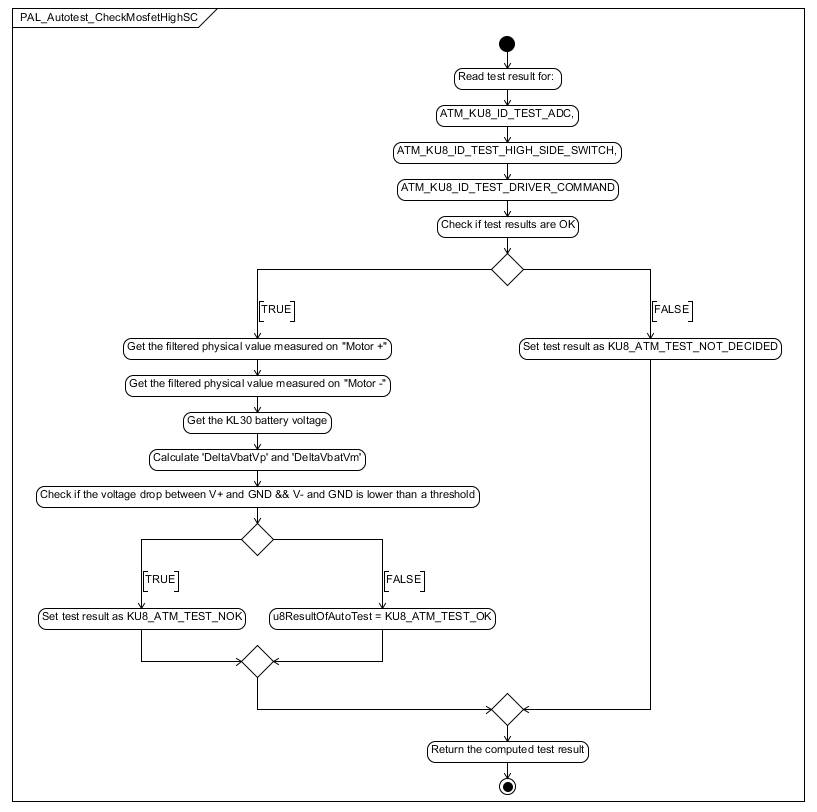 PAL_Autotest_CheckMosfetHighSC
Read test result for:
ATM_KU8_ID_TEST_ADC,
ATM_KU8_ID_TEST_HIGH_SIDE_SWITCH,
ATM_KU8_ID_TEST_DRIVER_COMMAND
Check if test results are OK
[TRUE]
[FALSE]
Get the filtered physical value measured on "Motor +"
Set test result as KU8_ATM_TEST_NOT_DECIDED
Get the filtered physical value measured on "Motor -"
Get the KL30 battery voltage
Calculate 'DeltaVbatVp' and 'DeltaVbatVm'
Check if the voltage drop between V+ and GND && V- and GND is lower than a threshold
[TRUE]
[FALSE]
Set test result as KU8_ATM_TEST_NOK
u8ResultOfAutoTest = KU8_ATM_TEST_OK
Return the computed test result